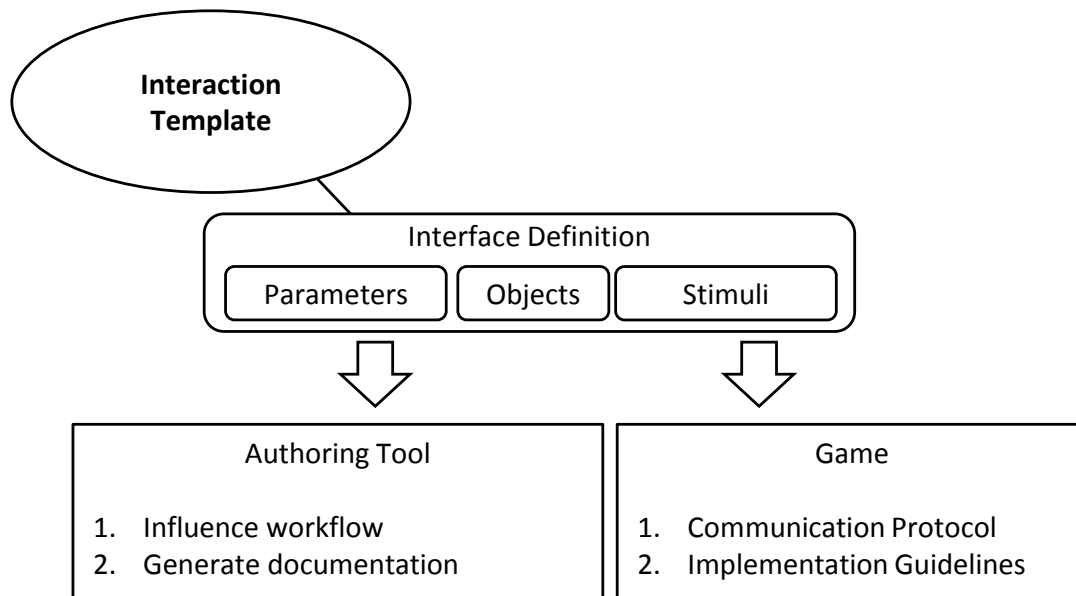 Interaction
Template
Interface Definition
Parameters Objects Stimuli
Authoring Tool
1. Influence workflow
2. Generate documentation
Game
1. Communication Protocol
2. Implementation Guidelines